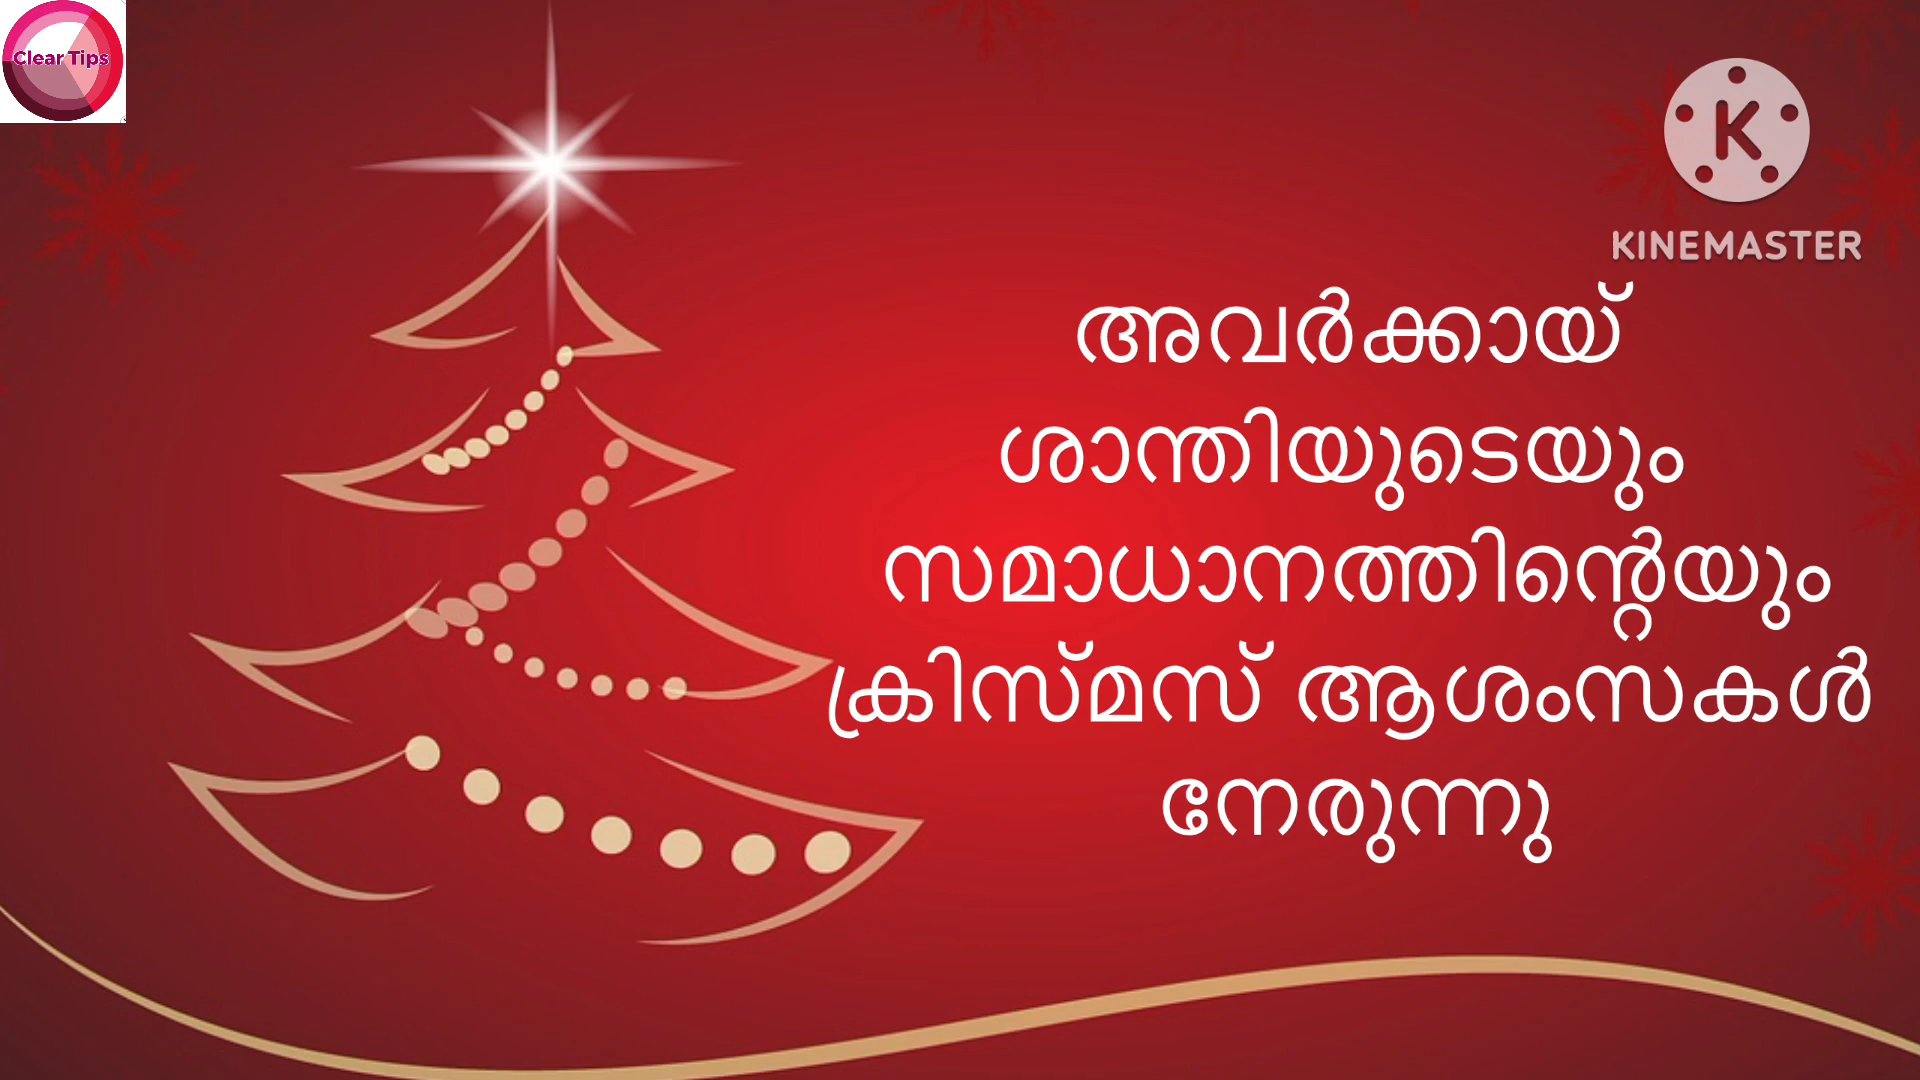 Clear Tips
K
KINEMASTER
അവർക്കായ്
ശാന്തിയുടെയും
സമാധാനത്തിന്റെയും
ക്രിസ്മസ് ആശംസകൾ
നേരുന്നു